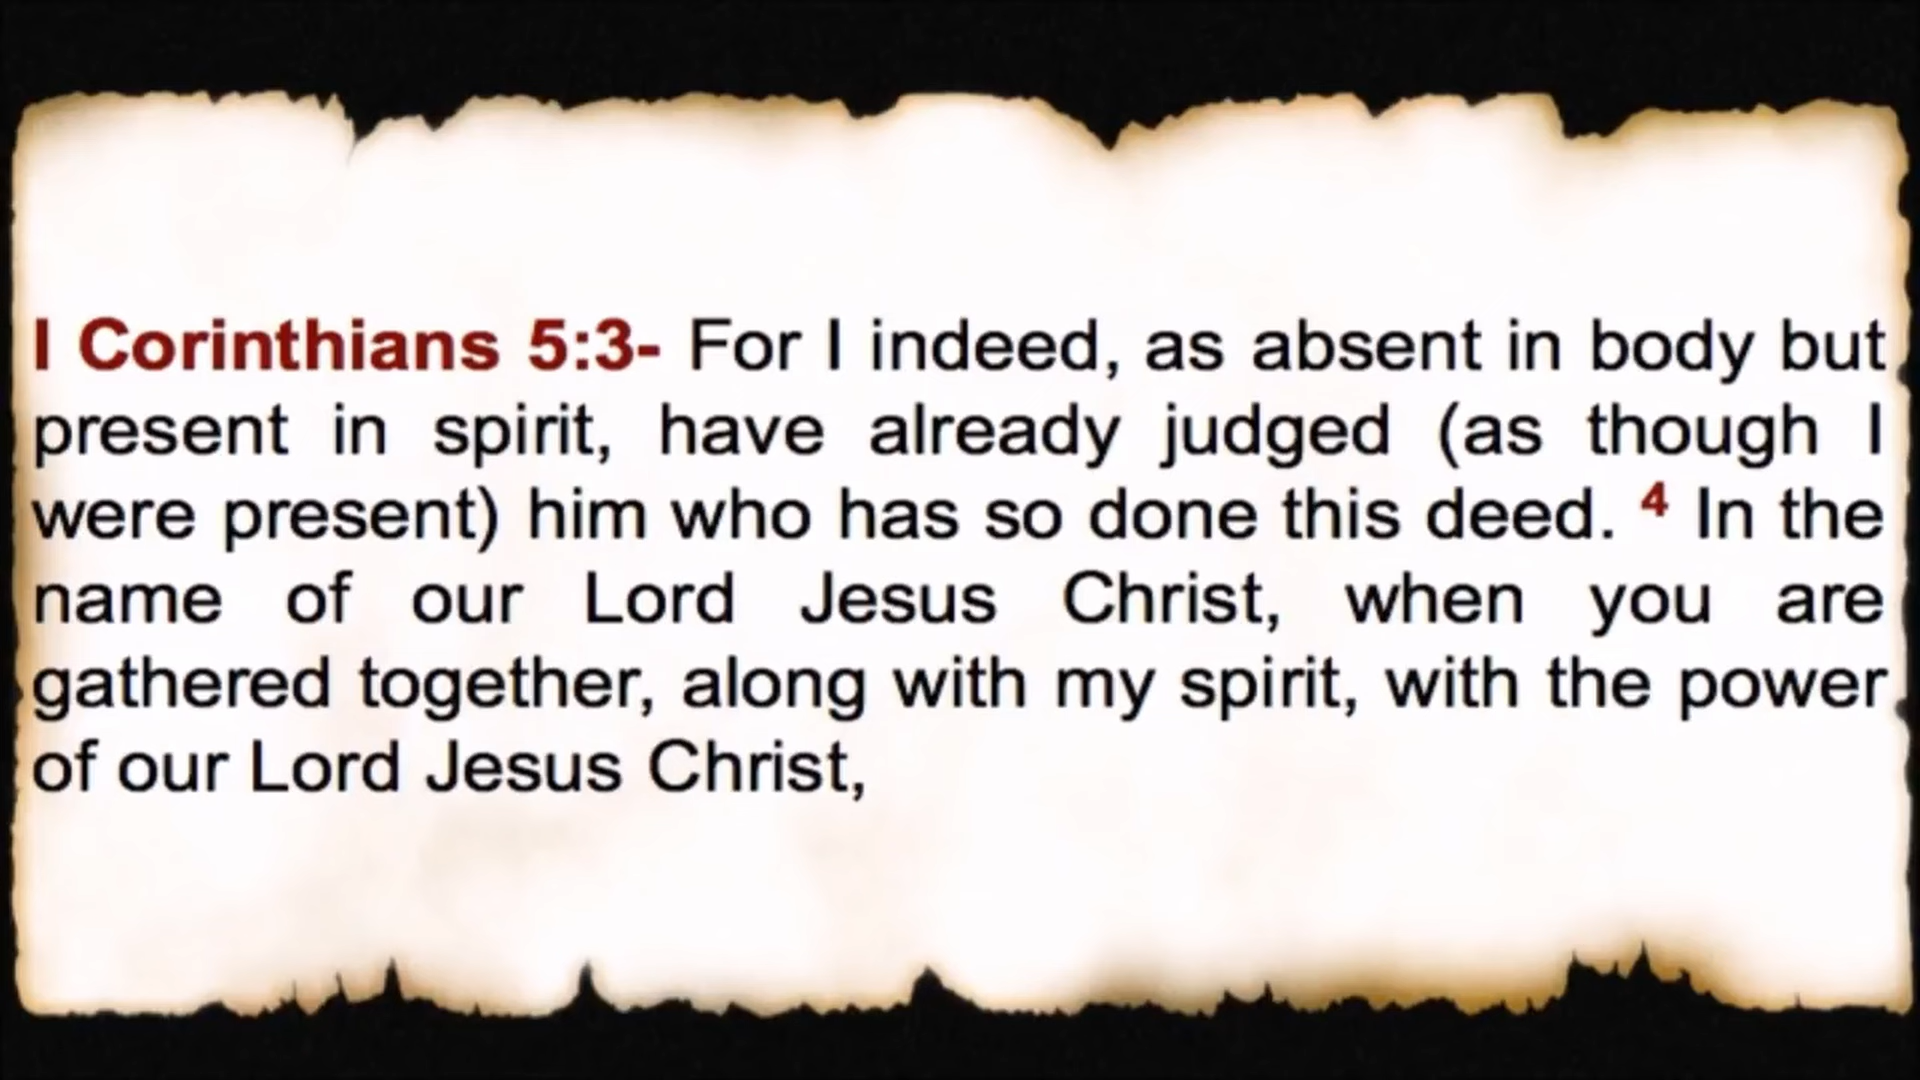 I Corinthians 5:3- For I indeed, as absent in body but
present in spirit, have already judged (as though I
were present) him who has so done this deed. 4 In the
name of our Lord Jesus Christ, when you are
gathered together, along with my spirit, with the power
of our Lord Jesus Christ,